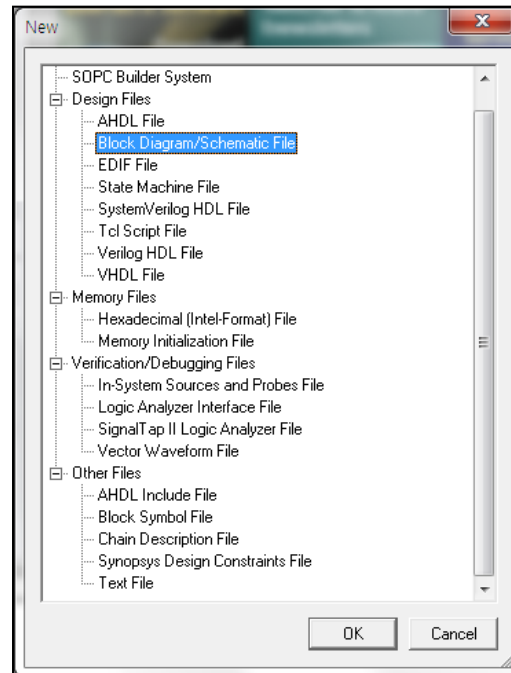 New
SOPC Builder System
Design Files
AHDL File
Block Diagram/Schematic File
EDIF File
State Machine File
SystemVerilog HDL File
Tcl Script File
Verilog HDL File
VHDL File
Memory Files
Hexadecimal (Intel-Format) File
Memory Initialization File
Verification/Debugging Files
In-System Sources and Probes File
Logic Analyzer Interface File
SignalTap II Logic Analyzer File
Vector Waveform File
Other Files
AHDL Include File
Block Symbol File
Chain Description File
Synopsys Design Constraints File
Text File
OK Cancel